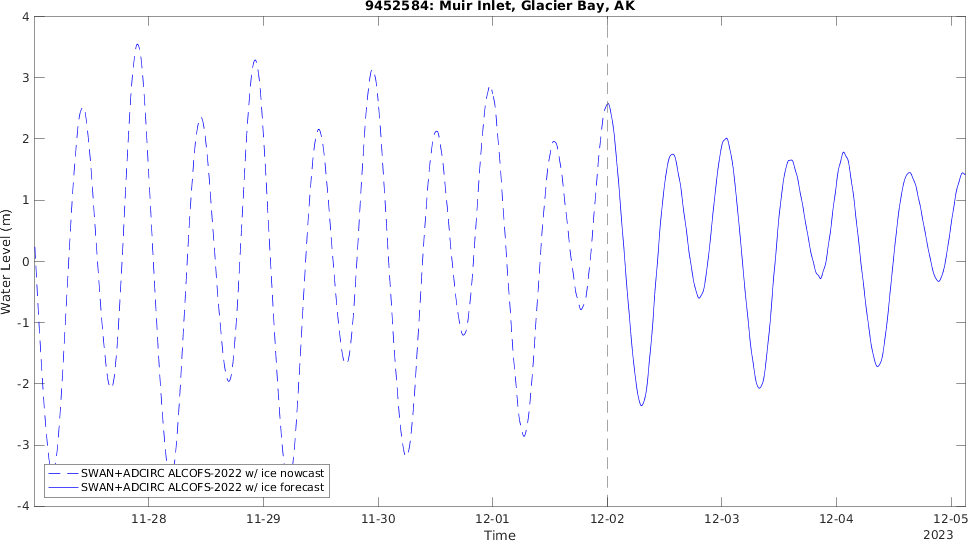 9452584: Muir Inlet, Glacier Bay, AK
Water Level (m)
4
3
2
1
0
-1
-2
-3
-4
SWAN+ADCIRC ALCOFS-2022 w/ ice nowcast
SWAN+ADCIRC ALCOFS-2022 w/ ice forecast
11-28 11-29 11-30 12-01 12-02 12-03 12-04 12-05
Time
2023